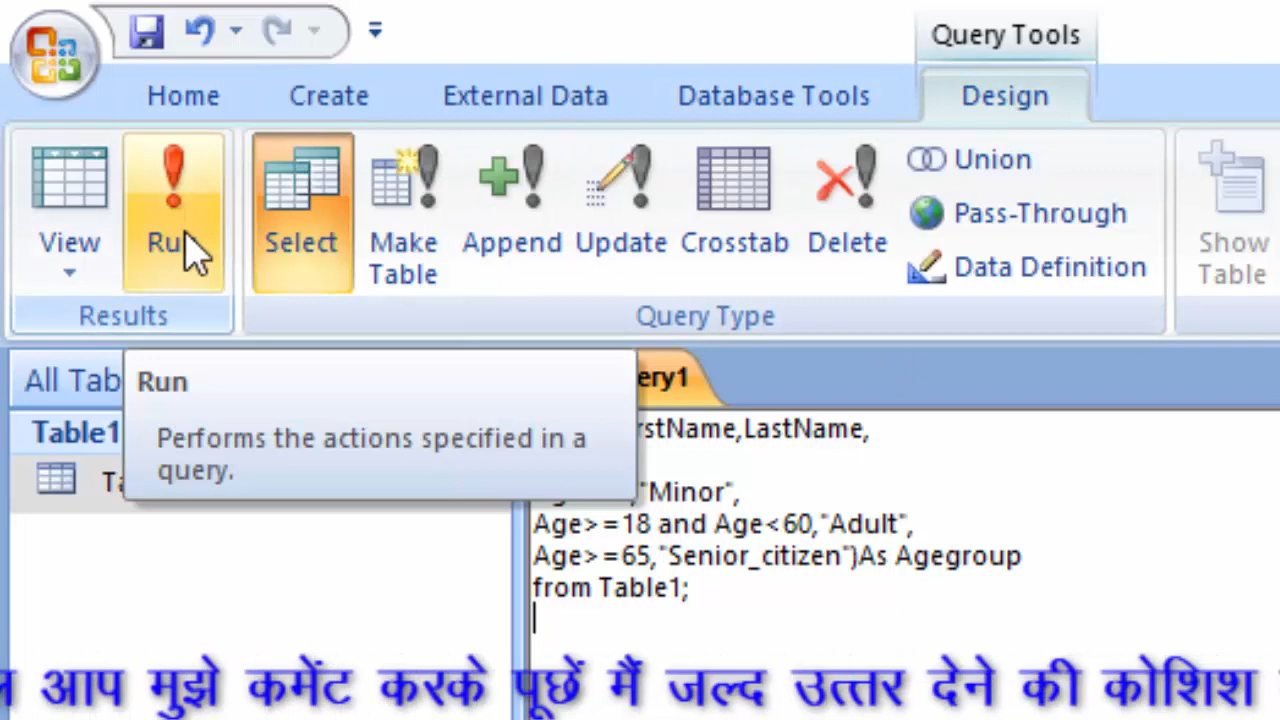 Query Tools
Home Create External Data Database Tools Design
View Run Select Make Table Append Update Crosstab Delete
Union
Pass-Through
Data Definition
Show Table
Results Query Type
All Tab
Table1
Run
Performs the actions specified in a
query.
ery1
rstName,LastName,
"Minor",
Age>=18 and Age<60,"Adult",
Age>=65,"Senior_citizen")As Agegroup
from Table1;
आप मुझे कमेंट करके पूछें मैं जल्द उत्तर देने की कोशिश